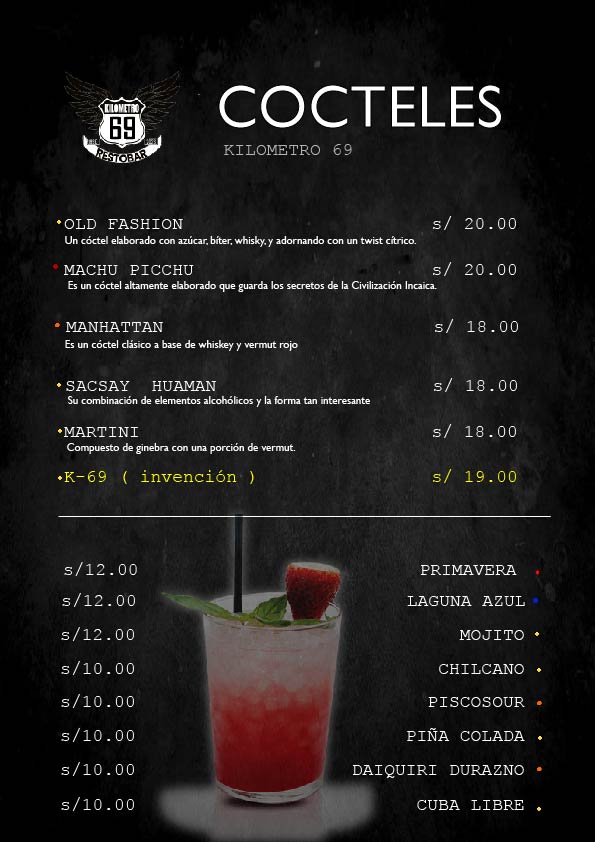 KILOMETRO
69
RESTOBAR
COCTELES
KILOMETRO 69
OLD FASHION s/ 20.00
Un cóctel elaborado con azúcar, bíter, whisky, y adornando con un twist cítrico.
MACHU PICCHU s/ 20.00
Es un cóctel altamente elaborado que guarda los secretos de la Civilización Incaica.
MANHATTAN s/ 18.00
Es un cóctel clásico a base de whiskey y vermut rojo
SACSAY HUAMAN s/ 18.00
Su combinación de elementos alcohólicos y la forma tan interesante
MARTINI s/ 18.00
Compuesto de ginebra con una porción de vermut.
K-69 ( invención ) s/ 19.00
s/12.00 PRIMAVERA
s/12.00 LAGUNA AZUL
s/12.00 MOJITO
s/10.00 CHILCANO
s/10.00 PISCOSOUR
s/10.00 PIÑA COLADA
s/10.00 DAIQUIRI DURAZNO
s/10.00 CUBA LIBRE